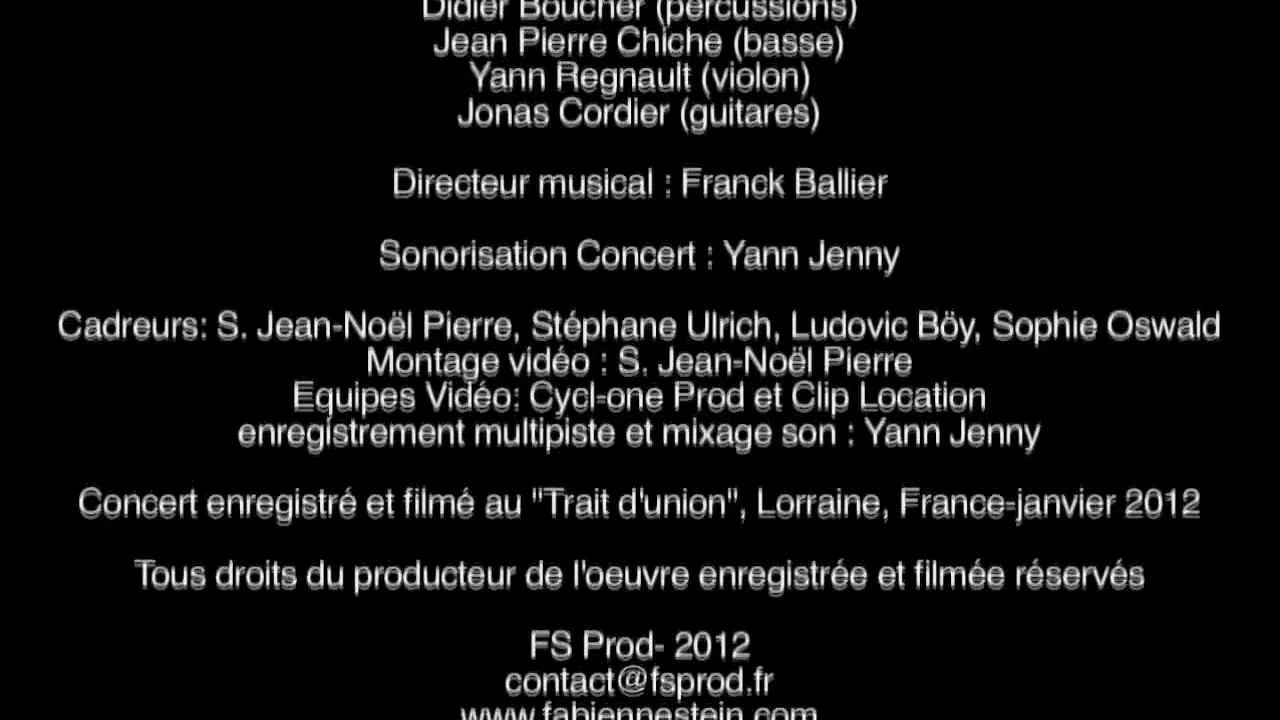 Didier Boucher (percussions)
Jean Pierre Chiche (basse)
Yann Regnault (violon)
Jonas Cordier (guitares)
Directeur musical : Franck Ballier
Sonorisation Concert : Yann Jenny
Cadreurs: S. Jean-Noël Pierre, Stéphane Ulrich, Ludovic Böy, Sophie Oswald
Montage vidéo : S. Jean-Noël Pierre
Equipes Vidéo: Cycl-one Prod et Clip Location
enregistrement multipiste et mixage son : Yann Jenny
Concert enregistré et filmé au "Trait d'union", Lorraine, France-janvier 2012
Tous droits du producteur de l'oeuvre enregistrée et filmée réservés
FS Prod- 2012
contact@fsprod.fr
www.fabiennestein.com